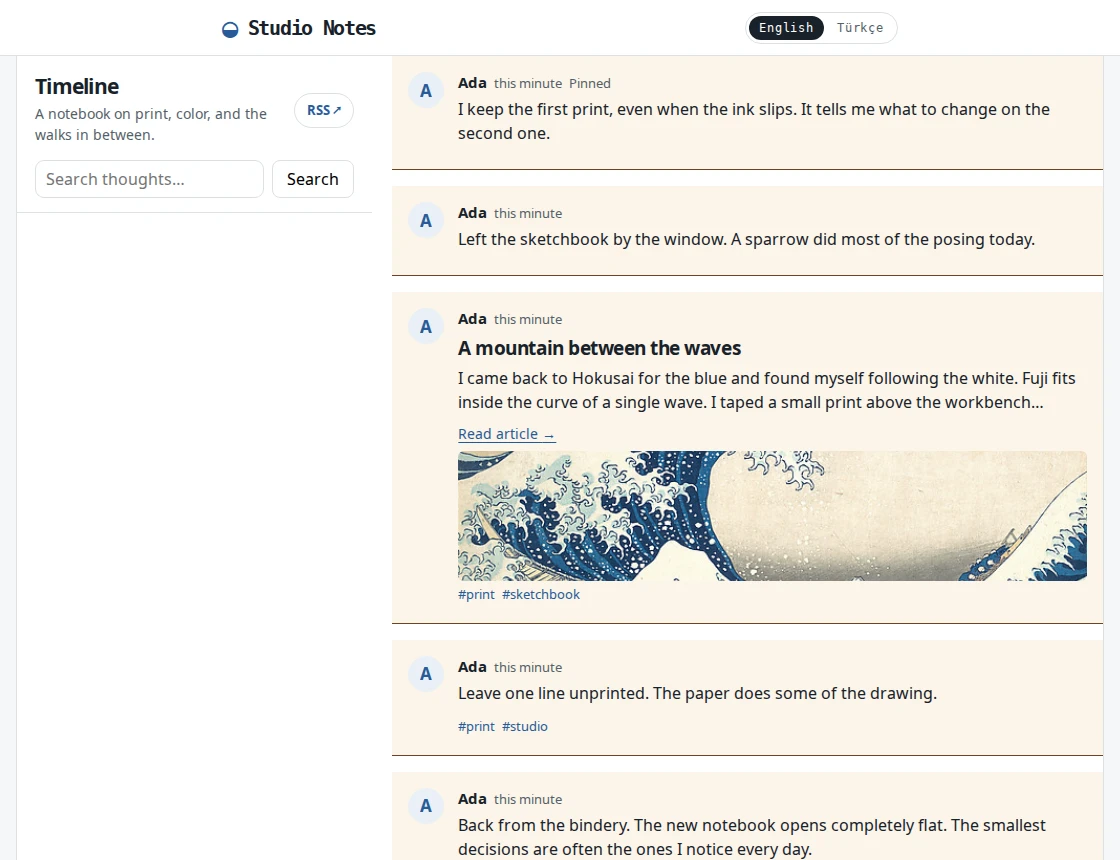 Studio Notes
English Türkçe
Timeline
A notebook on print, color, and the
walks in between.
RSS↗
Search thoughts...
Search
A
Ada this minute Pinned
I keep the first print, even when the ink slips. It tells me what to change on the
second one.
A
Ada this minute
Left the sketchbook by the window. A sparrow did most of the posing today.
A
Ada this minute
A mountain between the waves
I came back to Hokusai for the blue and found myself following the white. Fuji fits
inside the curve of a single wave. I taped a small print above the workbench...
Read article →
#print #sketchbook
A
Ada this minute
Leave one line unprinted. The paper does some of the drawing.
#print #studio
A
Ada this minute
Back from the bindery. The new notebook opens completely flat. The smallest
decisions are often the ones I notice every day.